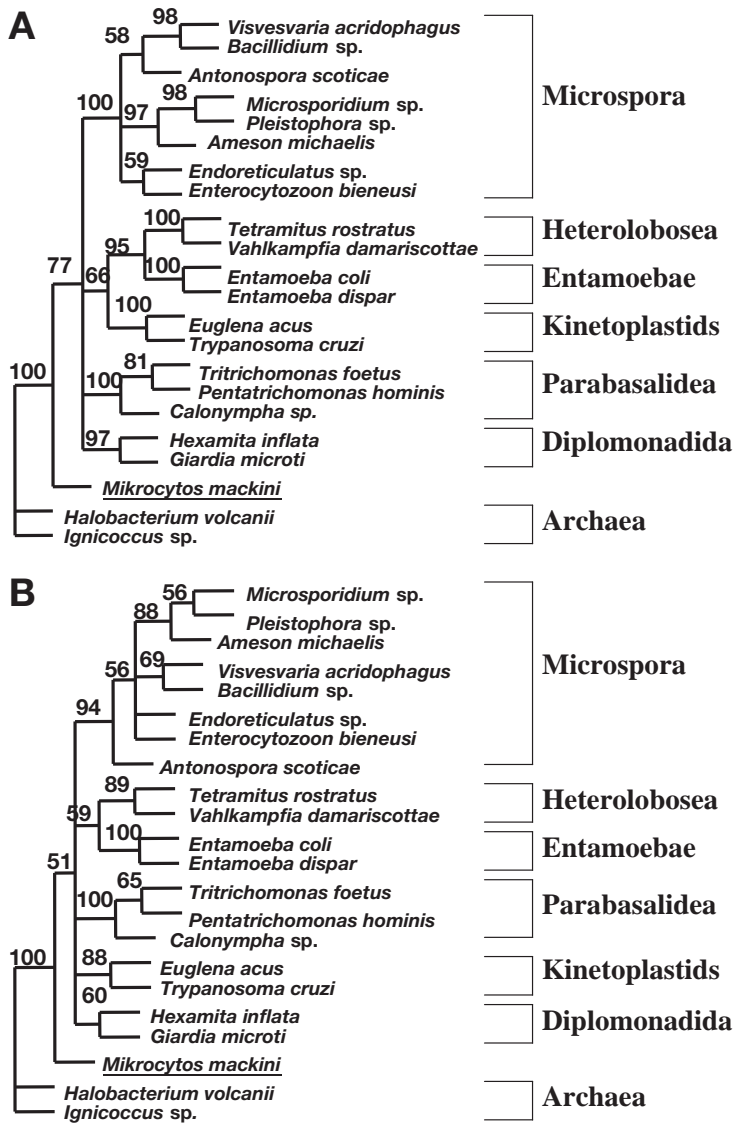 A
98
Visvesvaria acridophagus
58
Bacillidium sp.
Antonospora scoticae
98
Microsporidium sp.
100
97
Pleistophora sp.
Ameson michaelis
59
Endoreticulatus sp.
Enterocytozoon bieneusi
Microspora
100
Tetramitus rostratus
95
Vahlkampfia damariscottae
Heterolobosea
77
66
100
Entamoeba coli
Entamoeba dispar
Entamoebae
100
Euglena acus
Trypanosoma cruzi
Kinetoplastids
81
Tritrichomonas foetus
100
100
Pentatrichomonas hominis
Calonympha sp.
Parabasalidea
97
Hexamita inflata
Giardia microti
Diplomonadida
Mikrocytos mackini
Halobacterium volcanii
Ignicoccus sp.
Archaea
B
56
Microsporidium sp.
88
Pleistophora sp.
Ameson michaelis
56
69
Visvesvaria acridophagus
Bacillidium sp.
94
Endoreticulatus sp.
Enterocytozoon bieneusi
Antonospora scoticae
Microspora
89
Tetramitus rostratus
59
Vahlkampfia damariscottae
Heterolobosea
100
Entamoeba coli
Entamoeba dispar
Entamoebae
51
65
Tritrichomonas foetus
100
Pentatrichomonas hominis
Calonympha sp.
Parabasalidea
100
88
Euglena acus
Trypanosoma cruzi
Kinetoplastids
60
Hexamita inflata
Giardia microti
Diplomonadida
Mikrocytos mackini
Halobacterium volcanii
Ignicoccus sp.
Archaea